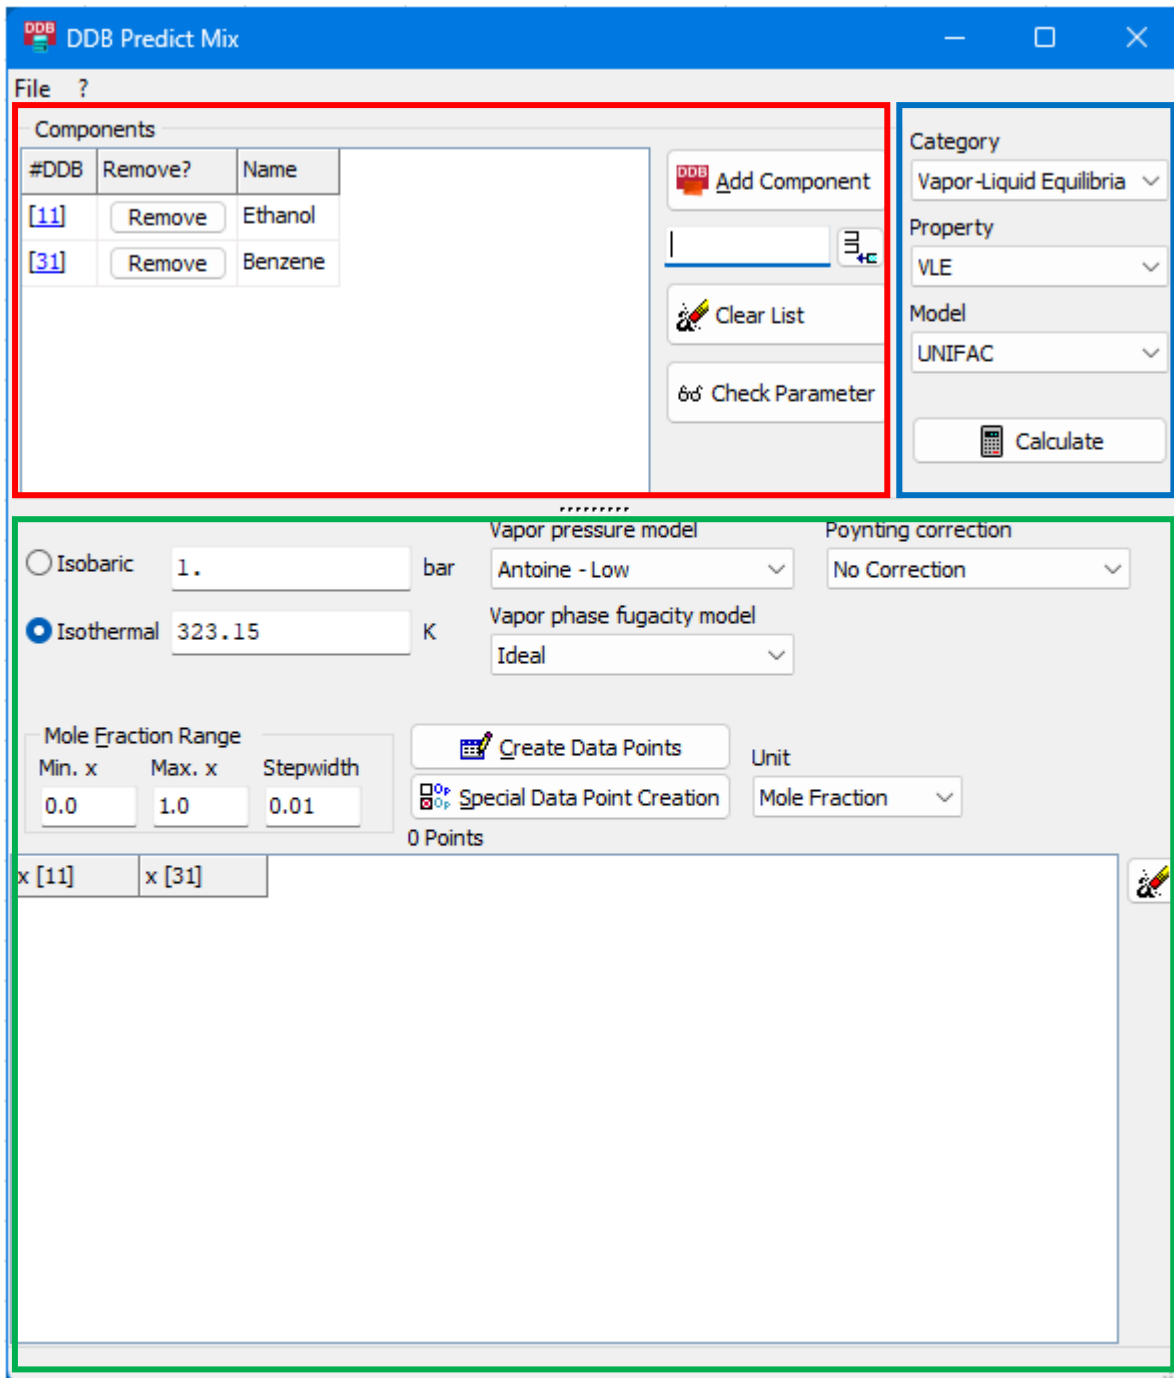 DDB DDB Predict Mix
File ?
Components
#DDB Remove? Name
[11] Remove Ethanol
[31] Remove Benzene
DDB Add Component
Clear List
Check Parameter
Category
Vapor-Liquid Equilibria
Property
VLE
Model
UNIFAC
Calculate
Isobaric 1. bar
Isothermal 323.15 K
Vapor pressure model
Antoine - Low
Vapor phase fugacity model
Ideal
Poynting correction
No Correction
Mole Fraction Range
Min. x Max. x Stepwidth
0.0 1.0 0.01
Create Data Points
Special Data Point Creation
0 Points
Unit
Mole Fraction
x [11] x [31]